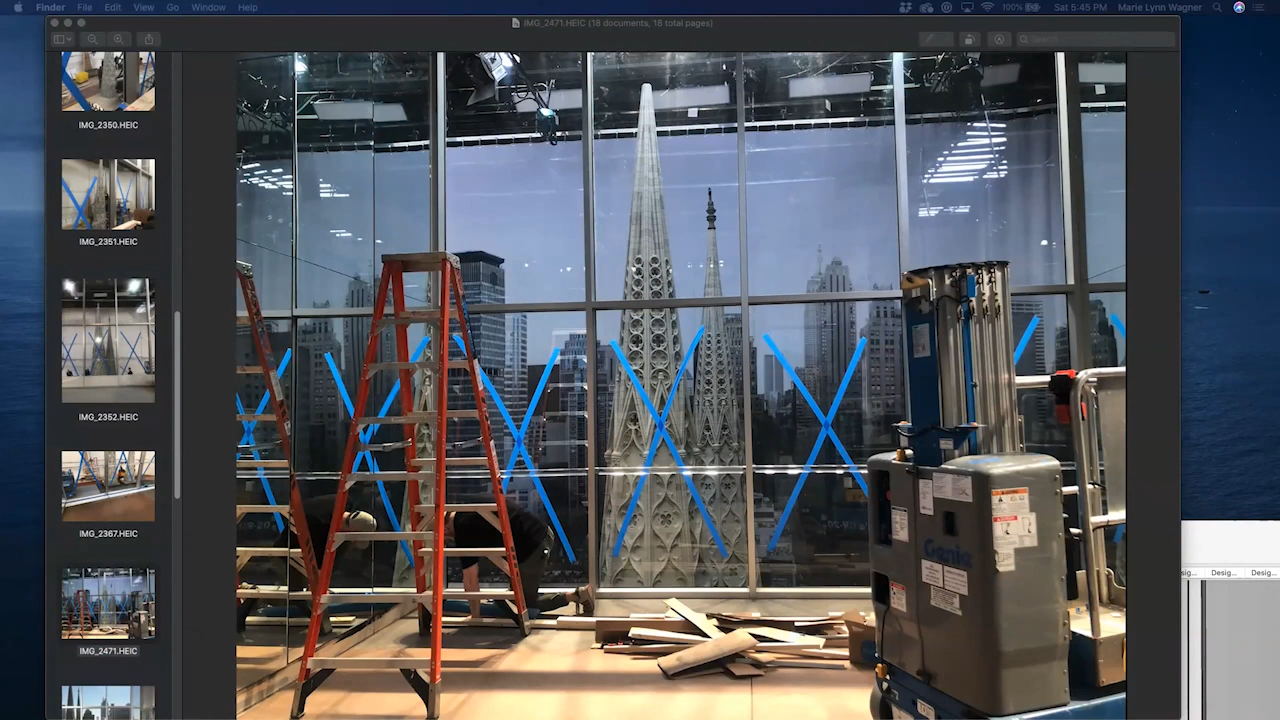 Finder File Edit View Go Window Help
100% Sat 5:45 PM Marie Lynn Wagner
IMG_2471.HEIC (18 documents, 18 total pages)
Search
IMG_2350.HEIC
IMG_2351.HEIC
IMG_2352.HEIC
IMG_2367.HEIC
IMG_2471.HEIC
Genie
Desig... Desig...